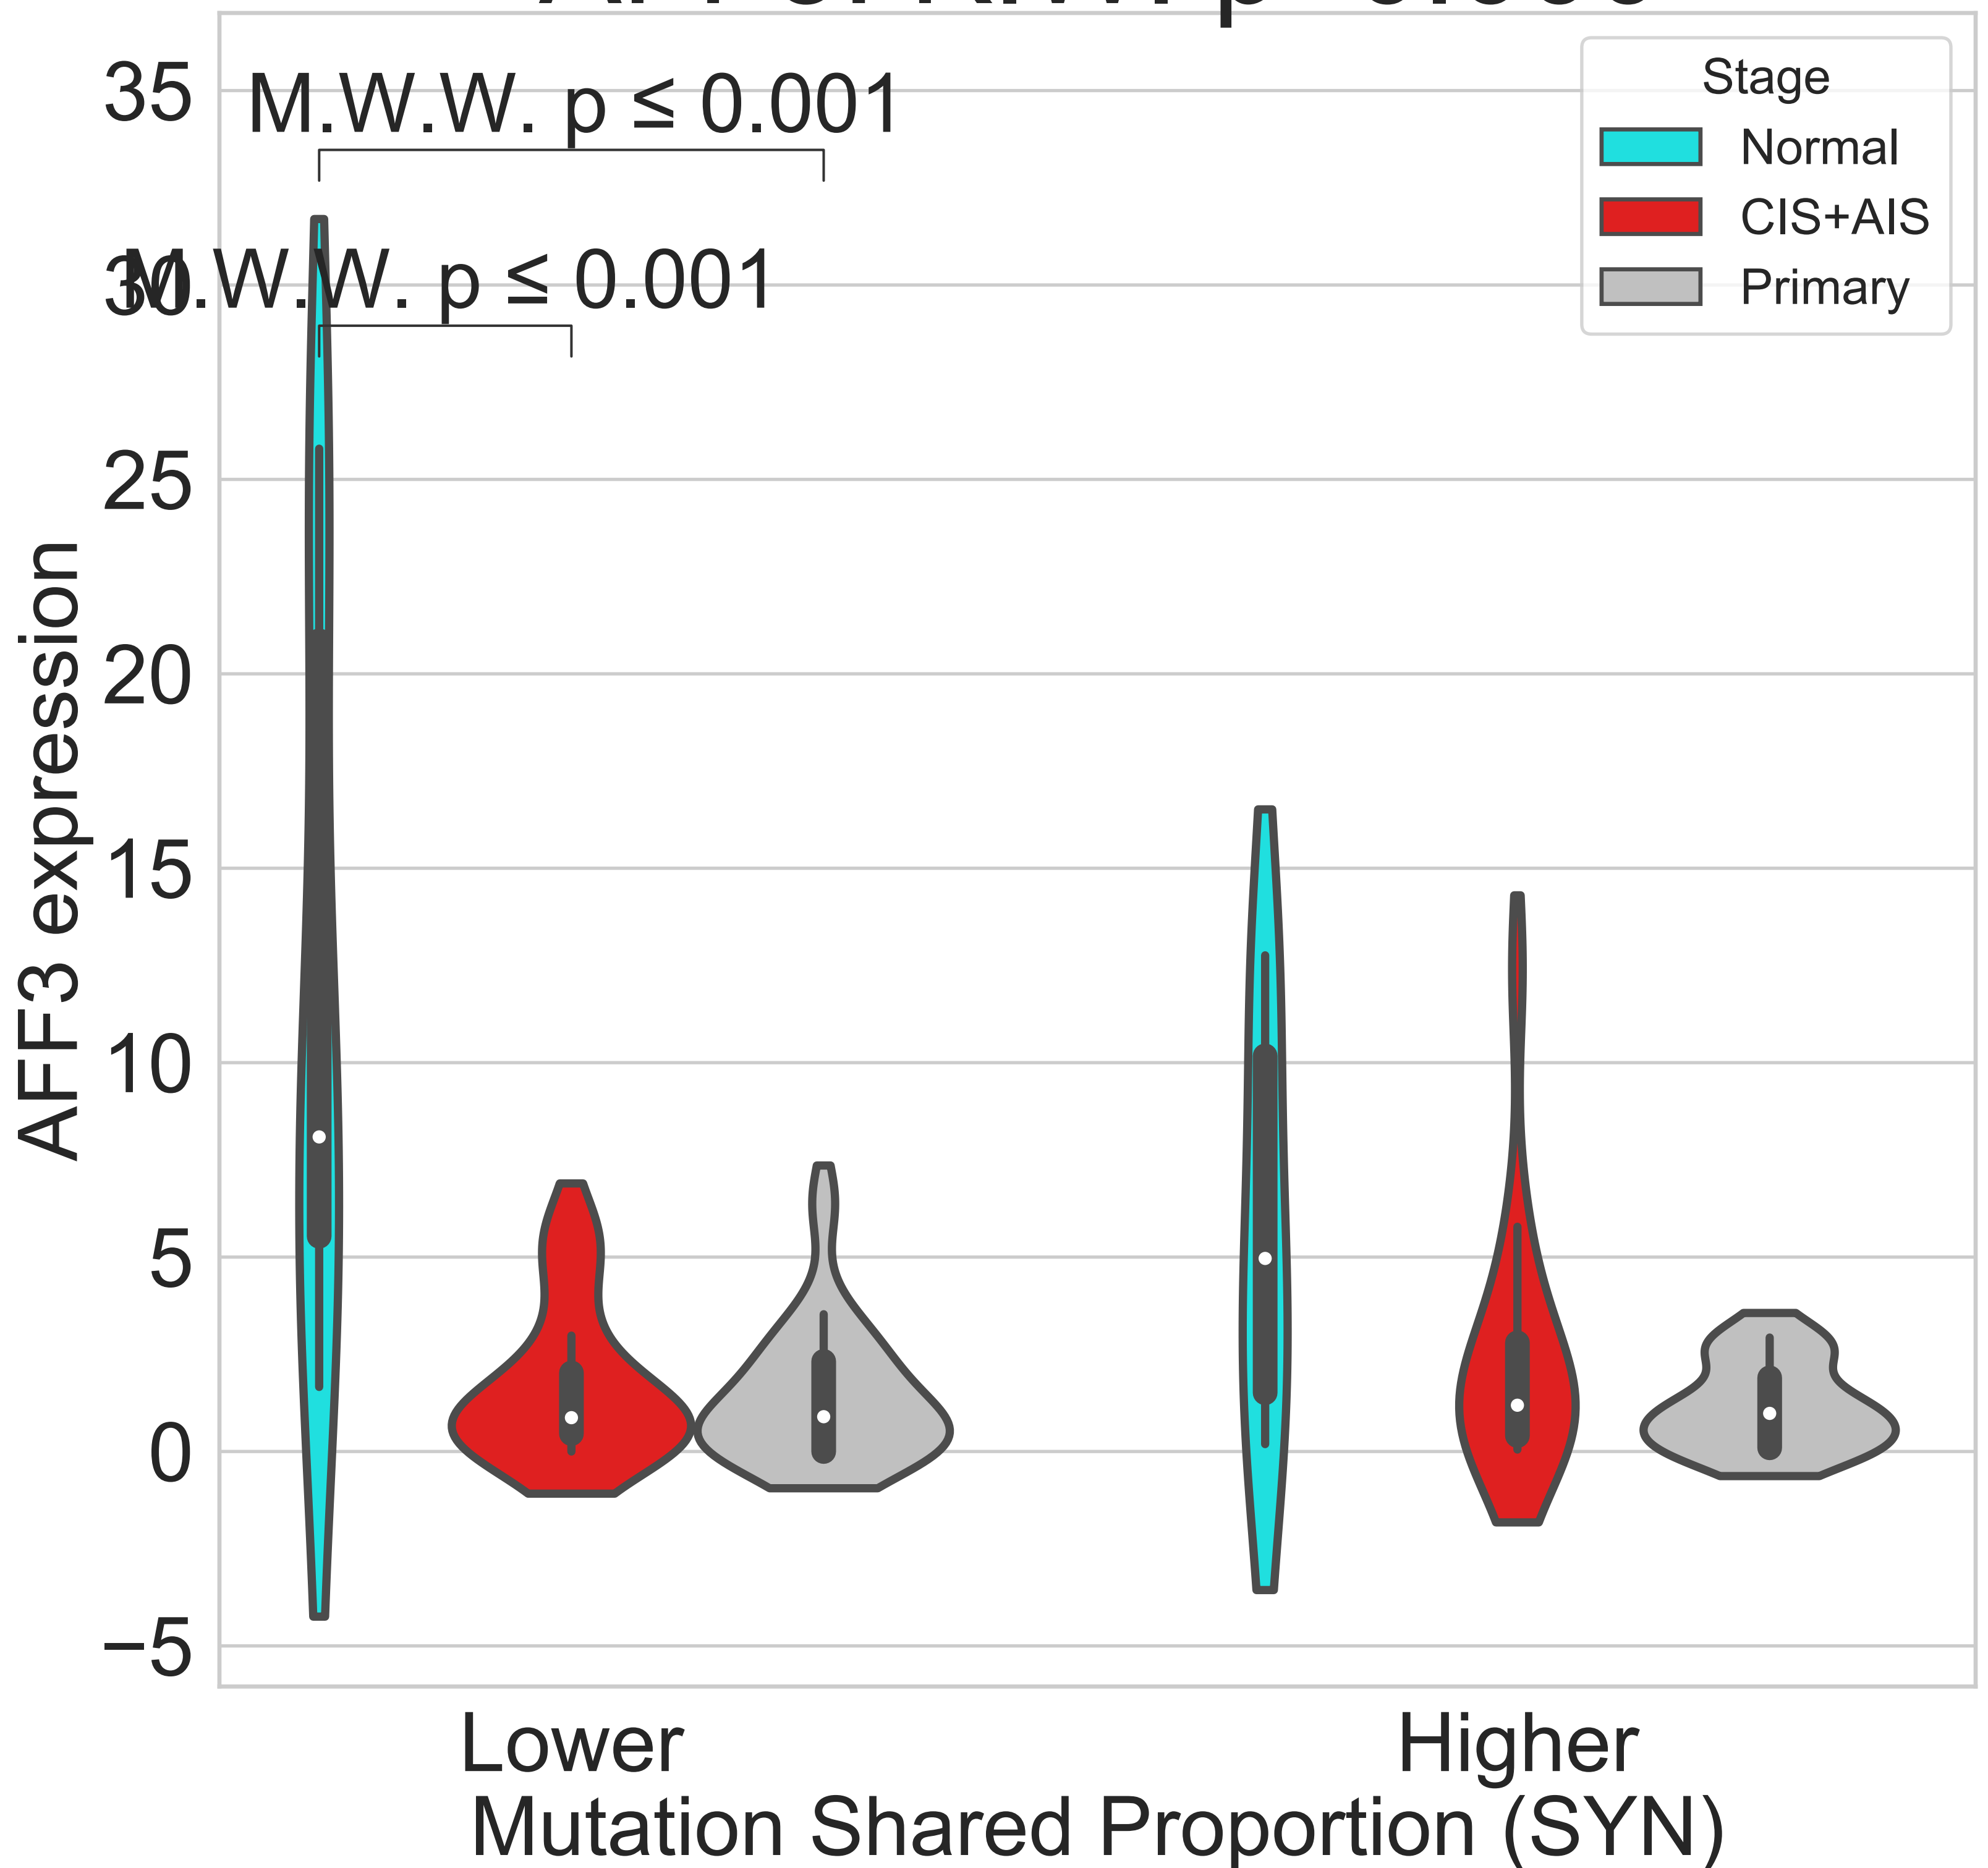 35
M.W.W. p ≤ 0.001
Stage
Normal
CIS+AIS
Primary
30
M.W.W. p ≤ 0.001
25
20
15
10
5
0
−5
AFF3 expression
Lower
Higher
Mutation Shared Proportion (SYN)